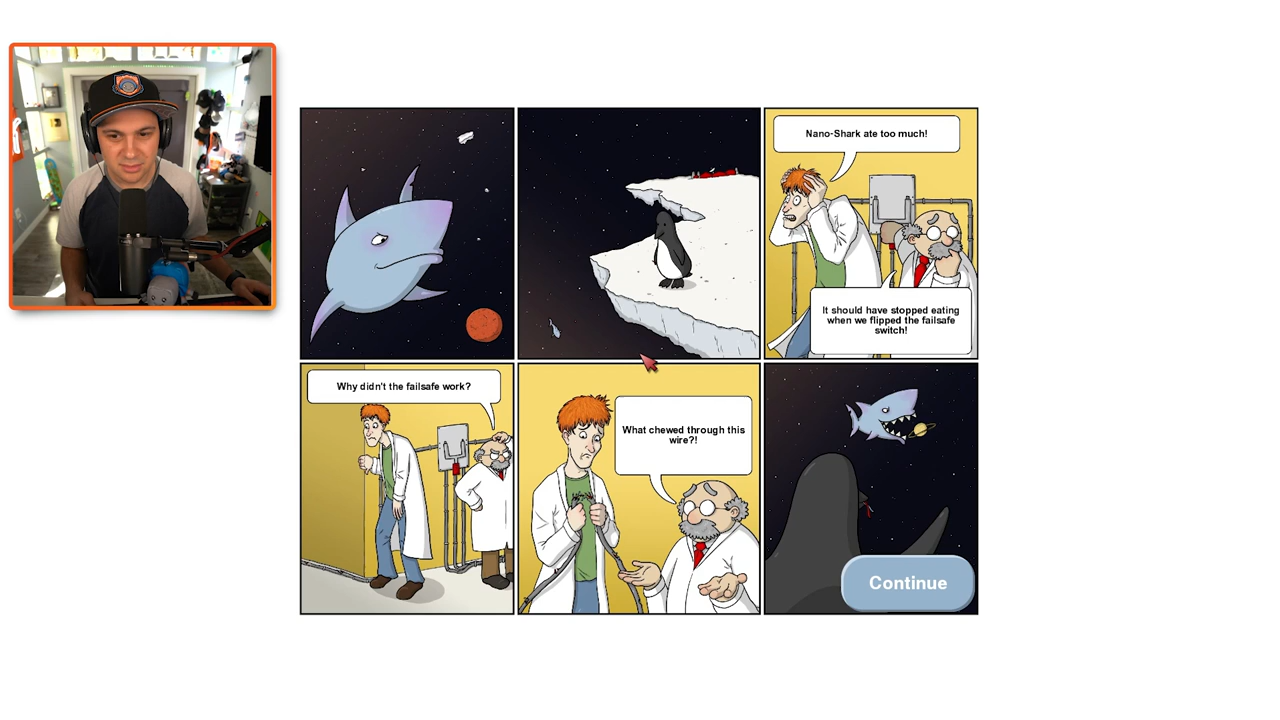 Nano-Shark ate too much!
It should have stopped eating
when we flipped the failsafe
switch!
Why didn't the failsafe work?
What chewed through this
wire?!
Continue